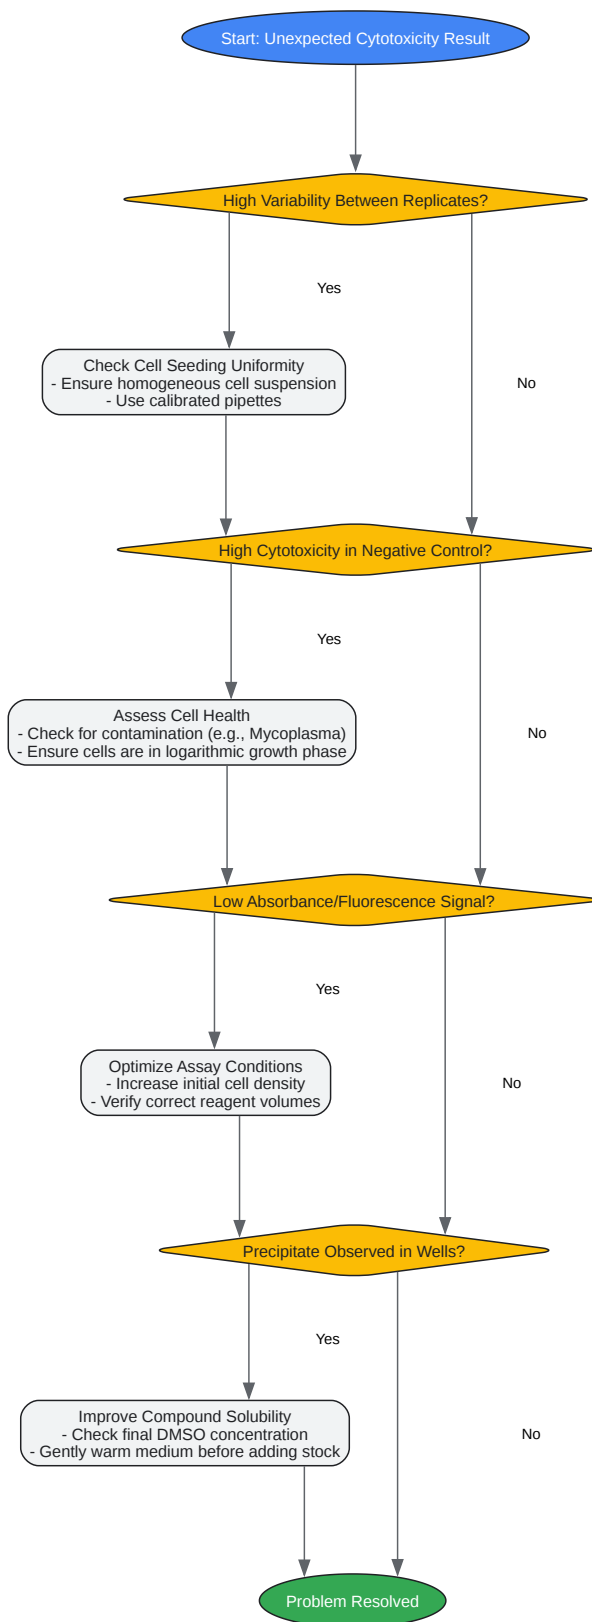 Start: Unexpected Cytotoxicity Result
High Variability Between Replicates?
Yes
Check Cell Seeding Uniformity
- Ensure homogeneous cell suspension
- Use calibrated pipettes
No
High Cytotoxicity in Negative Control?
Yes
Assess Cell Health
- Check for contamination (e.g., Mycoplasma)
- Ensure cells are in logarithmic growth phase
No
Low Absorbance/Fluorescence Signal?
Yes
Optimize Assay Conditions
- Increase initial cell density
- Verify correct reagent volumes
No
Precipitate Observed in Wells?
Yes
Improve Compound Solubility
- Check final DMSO concentration
- Gently warm medium before adding stock
No
Problem Resolved